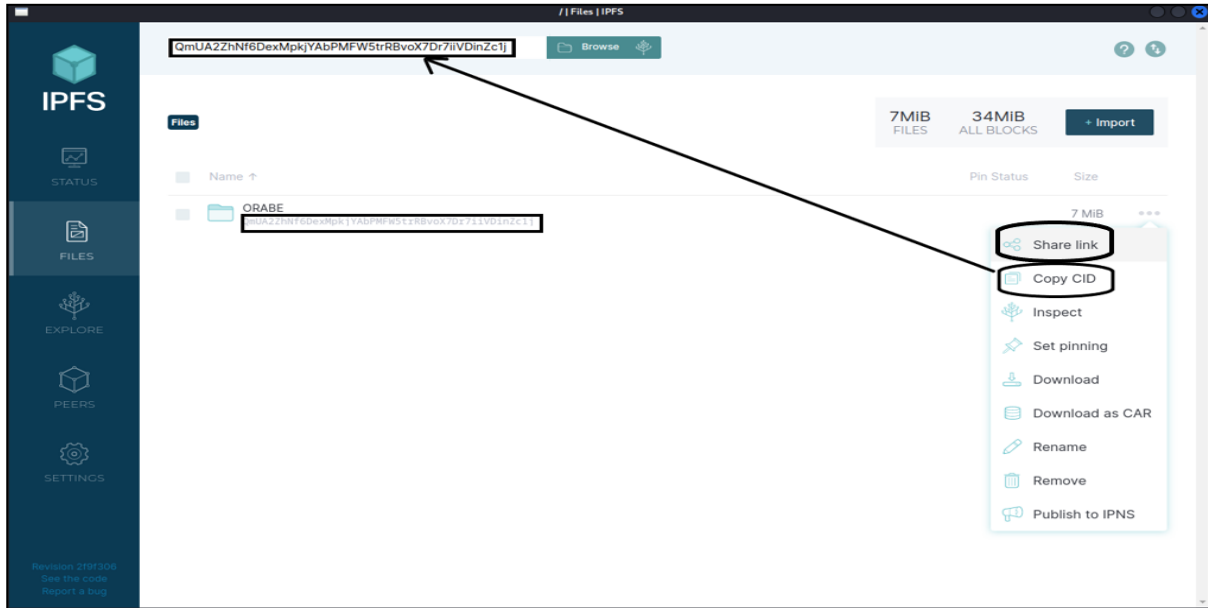 / | Files | IPFS
QmUA2ZhNf6DexMpkjYAbPMFW5trRBvoX7Dr7iiVDinZc1j
Browse
IPFS
7MiB
FILES
34MiB
ALL BLOCKS
+ Import
Files
STATUS
Name ↑
Pin Status
Size
ORABE
QmUA2ZhNf6DexMpkjYAbPMFW5trRBvoX7Dr7iiVDinZc1j
7 MiB
FILES
Share link
Copy CID
Inspect
EXPLORE
Set pinning
Download
PEERS
Download as CAR
Rename
SETTINGS
Remove
Publish to IPNS
Revision 2f9f306
See the code
Report a bug